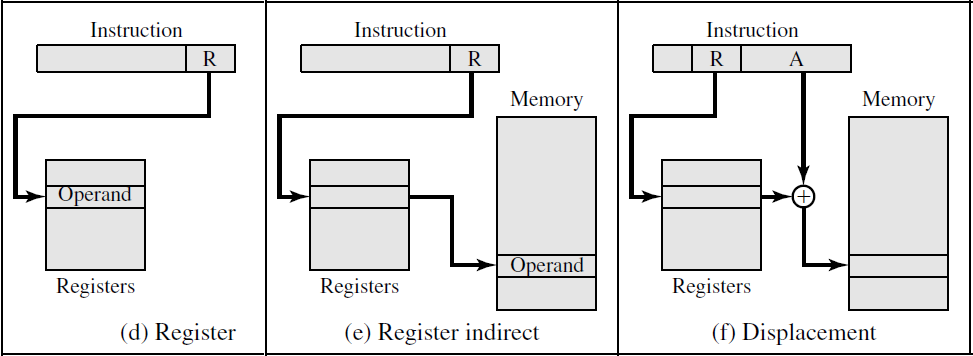 Instruction
R
Operand
Registers
(d) Register
Instruction
R
Memory
Operand
Registers
(e) Register indirect
Instruction
R A
Memory
+
Registers
(f) Displacement